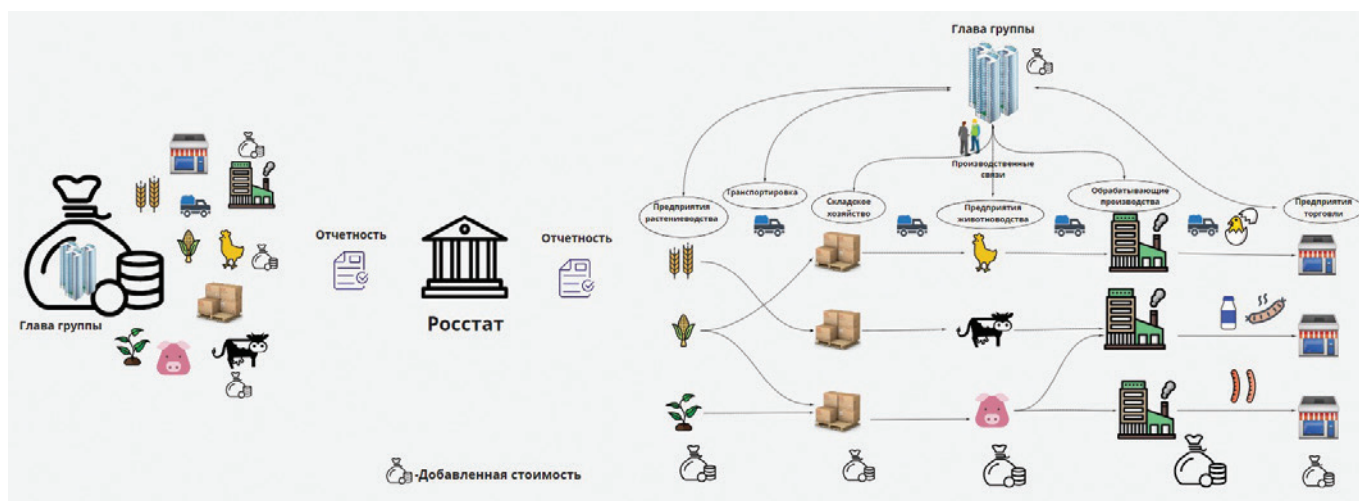 Глава группы
Отчетность
Росстат
Отчетность
-Добавленная стоимость
Глава группы
Производственные
связи
Предприятия
растениеводства
Транспортировка
Складское
хозяйство
Предприятия
животноводства
Обрабатывающие
производства
Предприятия
торговли